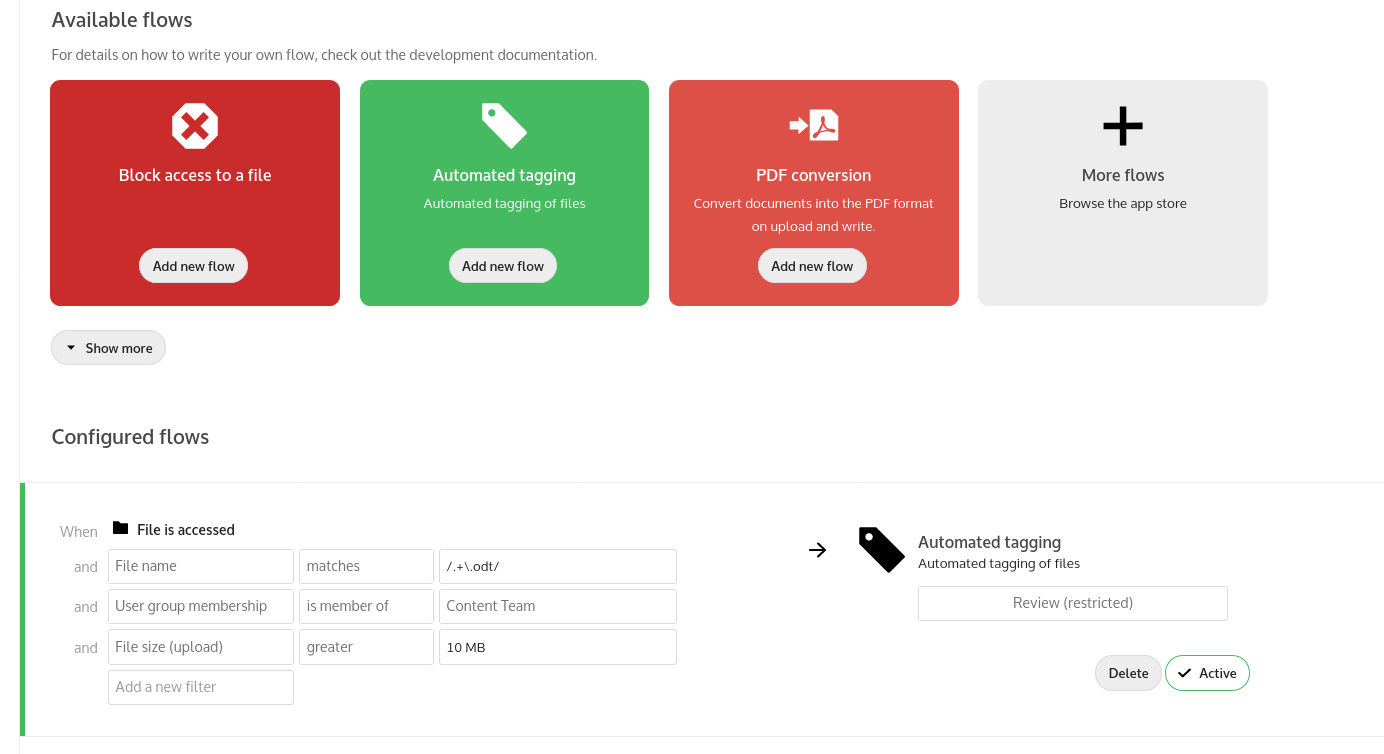 Available flows
For details on how to write your own flow, check out the development documentation.
Block access to a file
Add new flow
Automated tagging
Automated tagging of files
Add new flow
PDF conversion
Convert documents into the PDF format
on upload and write.
Add new flow
More flows
Browse the app store
Show more
Configured flows
When File is accessed
and File name matches /.+\.odt/
and User group membership is member of Content Team
and File size (upload) greater 10 MB
Add a new filter
Automated tagging
Automated tagging of files
Review (restricted)
Delete Active